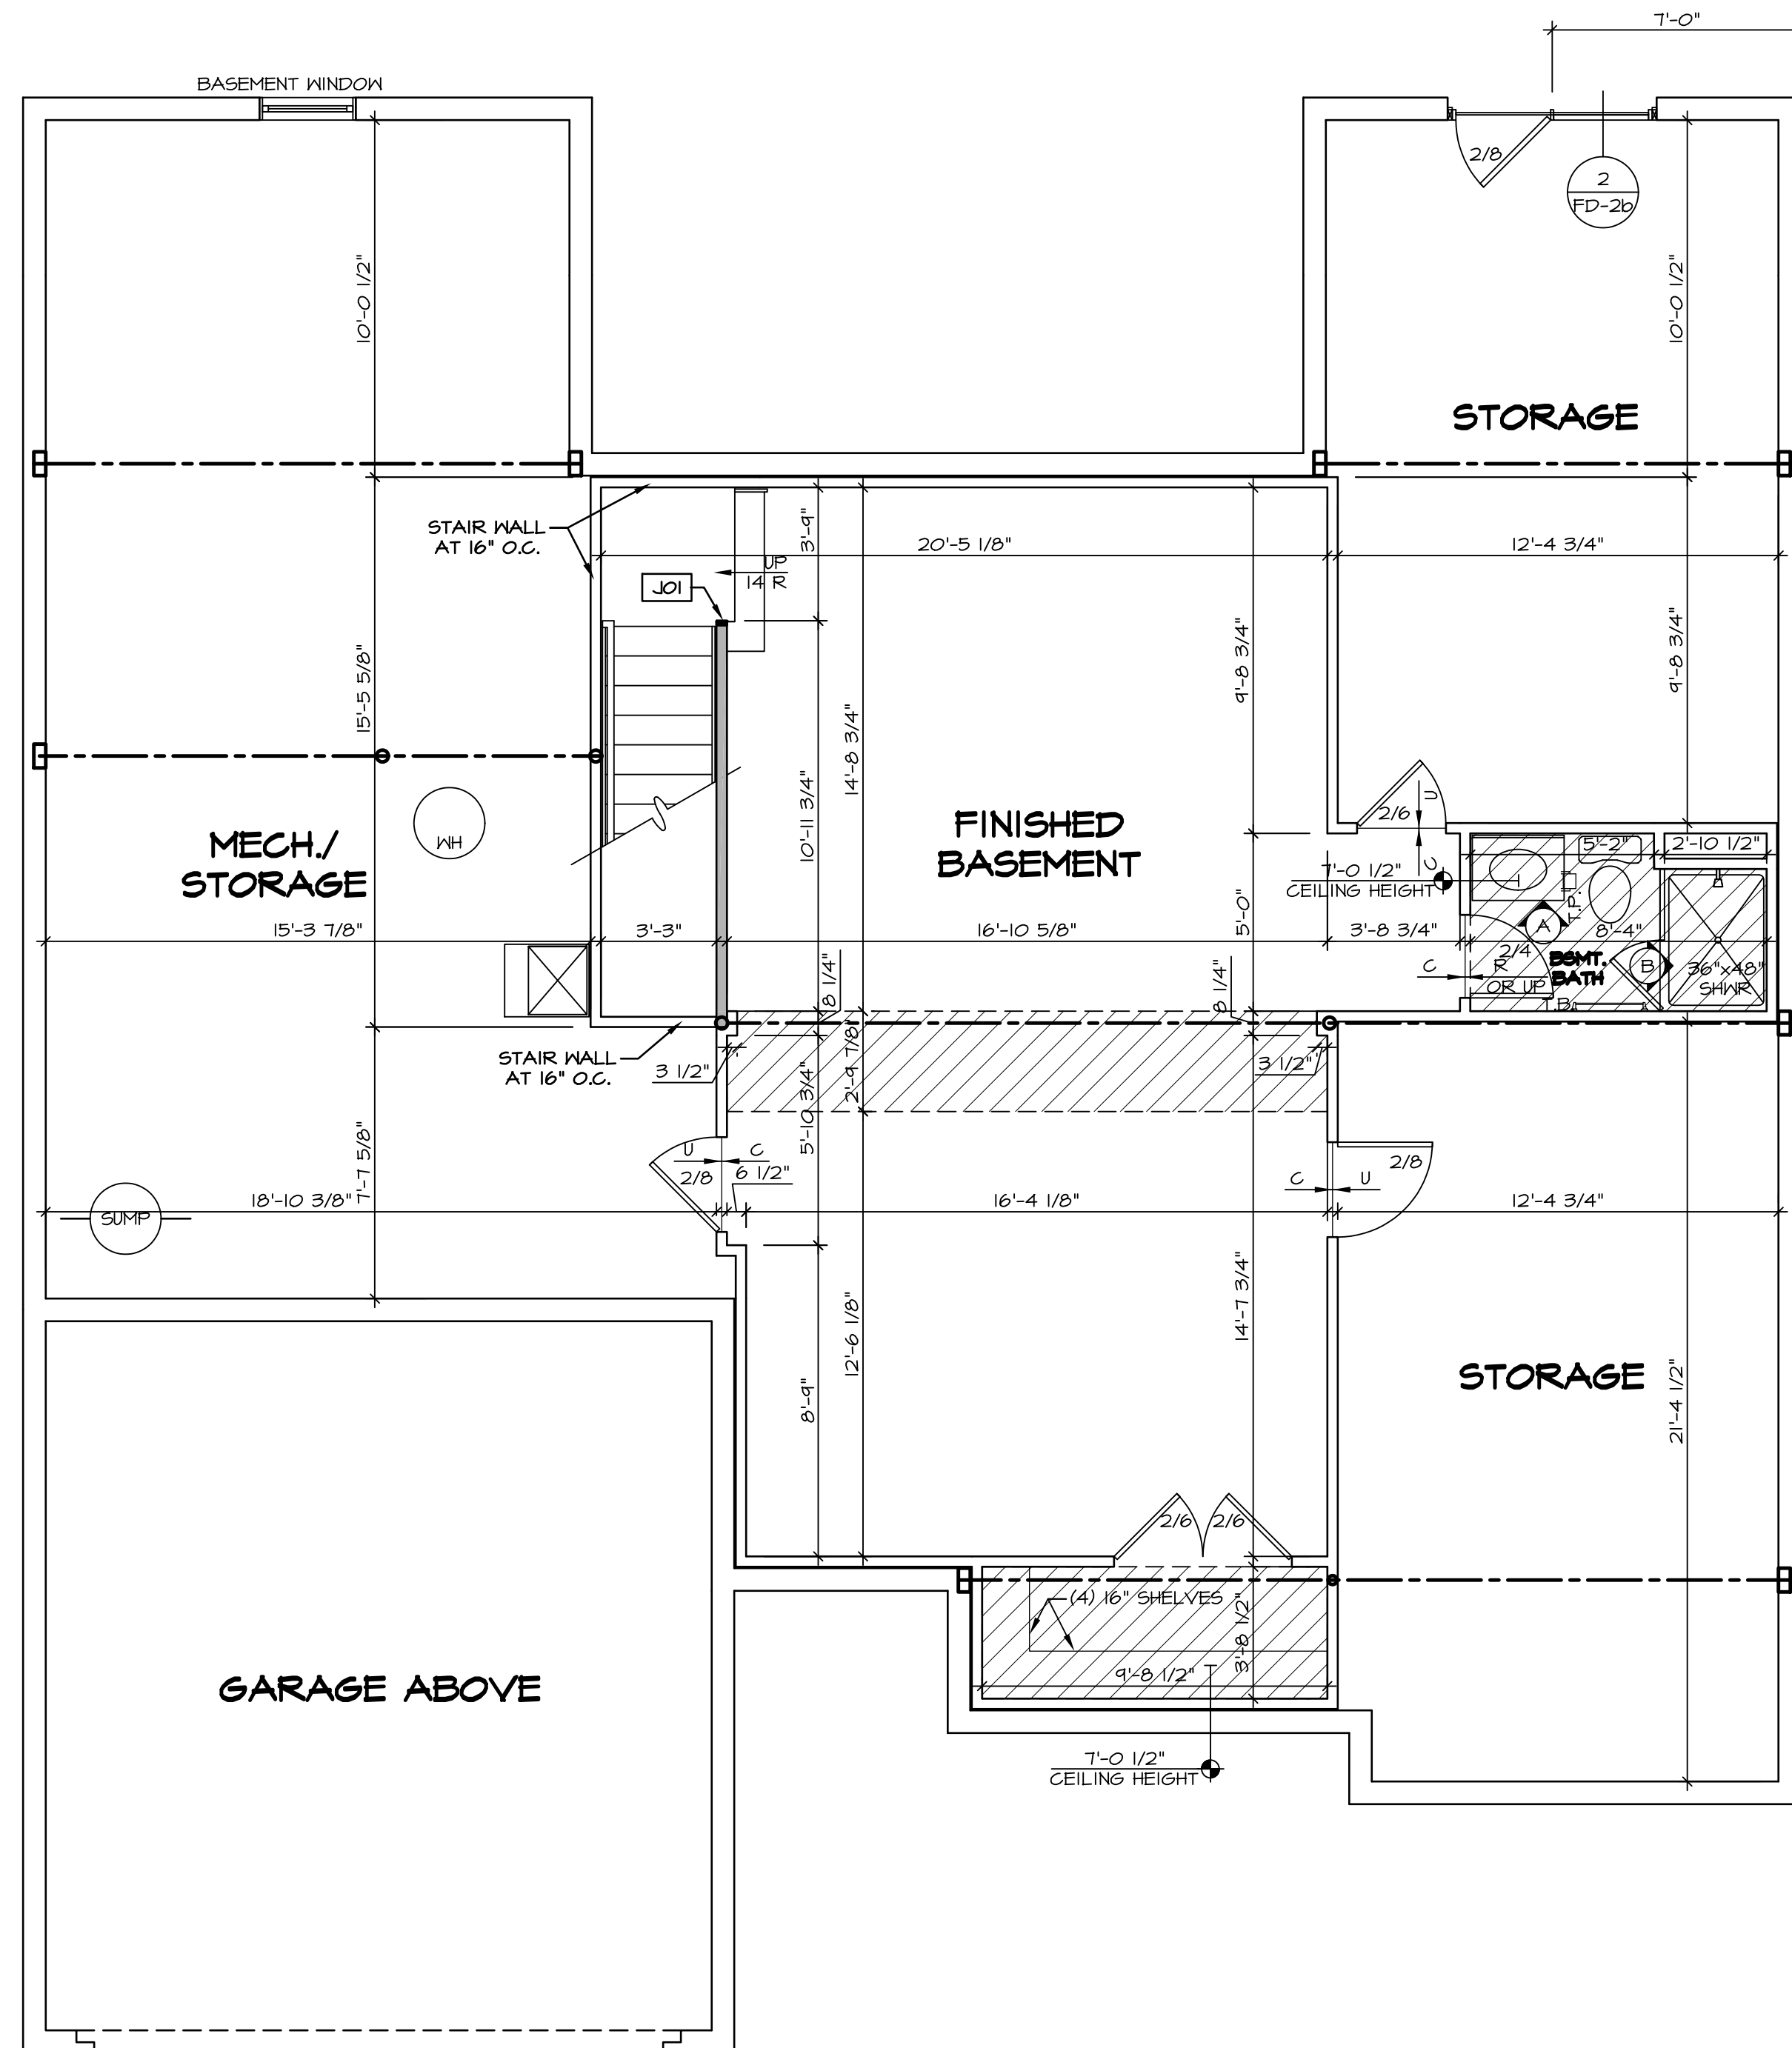 7'-0"
BASEMENT WINDOW
2/8
2
FD-2b
10'-0 1/2"
10'-0 1/2"
STORAGE
STAIR WALL
AT 16" O.C.
3'-9"
20'-5 1/8"
12'-4 3/4"
UP
14 R
J01
15'-5 5/8"
14'-8 3/4"
9'-8 3/4"
9'-8 3/4"
10'-11 3/4"
MECH./
STORAGE
WH
FINISHED
BASEMENT
2/6
U
C
7'-0 1/2"
CEILING HEIGHT
5'-2"
2'-10 1/2"
T.P.
A
15'-3 7/8"
3'-3"
16'-10 5/8"
5'-0"
3'-8 3/4"
8'-4"
2/4
C
R
OR UP
BSMT.
BATH
B
36"x48"
SHWR
T.B.
8 1/4"
8 1/4"
STAIR WALL
AT 16" O.C.
3 1/2"
3 1/2"
2'-9 7/8"
5'-10 3/4"
7'-7 5/8"
U
C
2/8
6 1/2"
2/8
C
U
SUMP
18'-10 3/8"
16'-4 1/8"
12'-4 3/4"
14'-7 3/4"
12'-6 1/8"
8'-9"
STORAGE
21'-4 1/2"
2/6
2/6
(4) 16" SHELVES
3'-8 1/2"
9'-8 1/2"
GARAGE ABOVE
7'-0 1/2"
CEILING HEIGHT